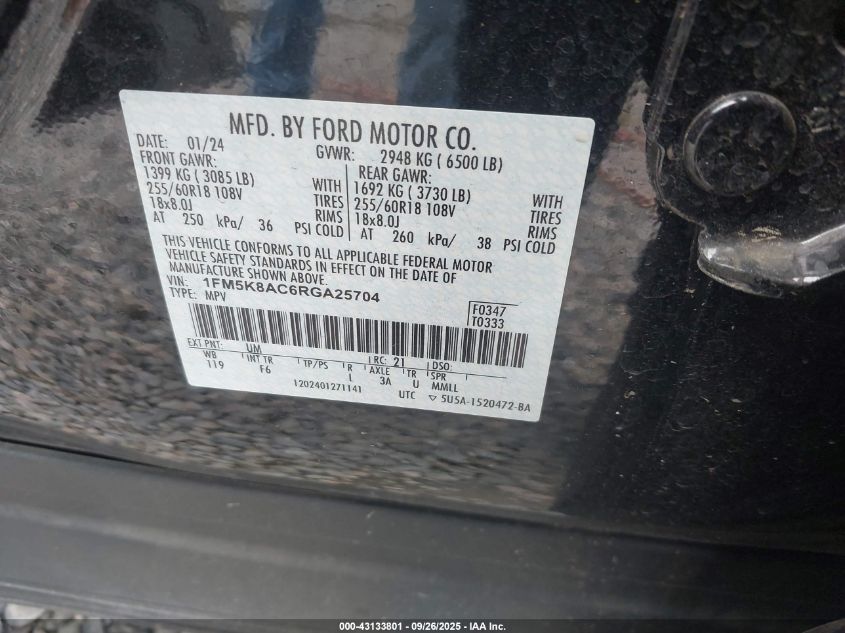 MFD. BY FORD MOTOR CO.
DATE: 01/24 GVWR: 2948 KG ( 6500 LB)
FRONT GAWR: REAR GAWR:
1399 KG ( 3085 LB) WITH 1692 KG ( 3730 LB) WITH
255/60R18 108V TIRES 255/60R18 108V TIRES
18x8.0J RIMS 18x8.0J RIMS
AT 250 kPa/ 36 PSI COLD AT 260 kPa/ 38 PSI COLD
THIS VEHICLE CONFORMS TO ALL APPLICABLE FEDERAL MOTOR
VEHICLE SAFETY STANDARDS IN EFFECT ON THE DATE OF
MANUFACTURE SHOWN ABOVE.
VIN: 1FM5K8AC6RGA25704
TYPE: MPV
F0347
T0333
EXT PNT: UM RC: 21 DSO:
WB INT TR TP/PS R AXLE TR SPR
119 F6 L 3A U MMLL
1202401271141 UTC ▽ 5U5A-1520472-BA
000-43133801 | 09/26/2025 | IAA Inc.